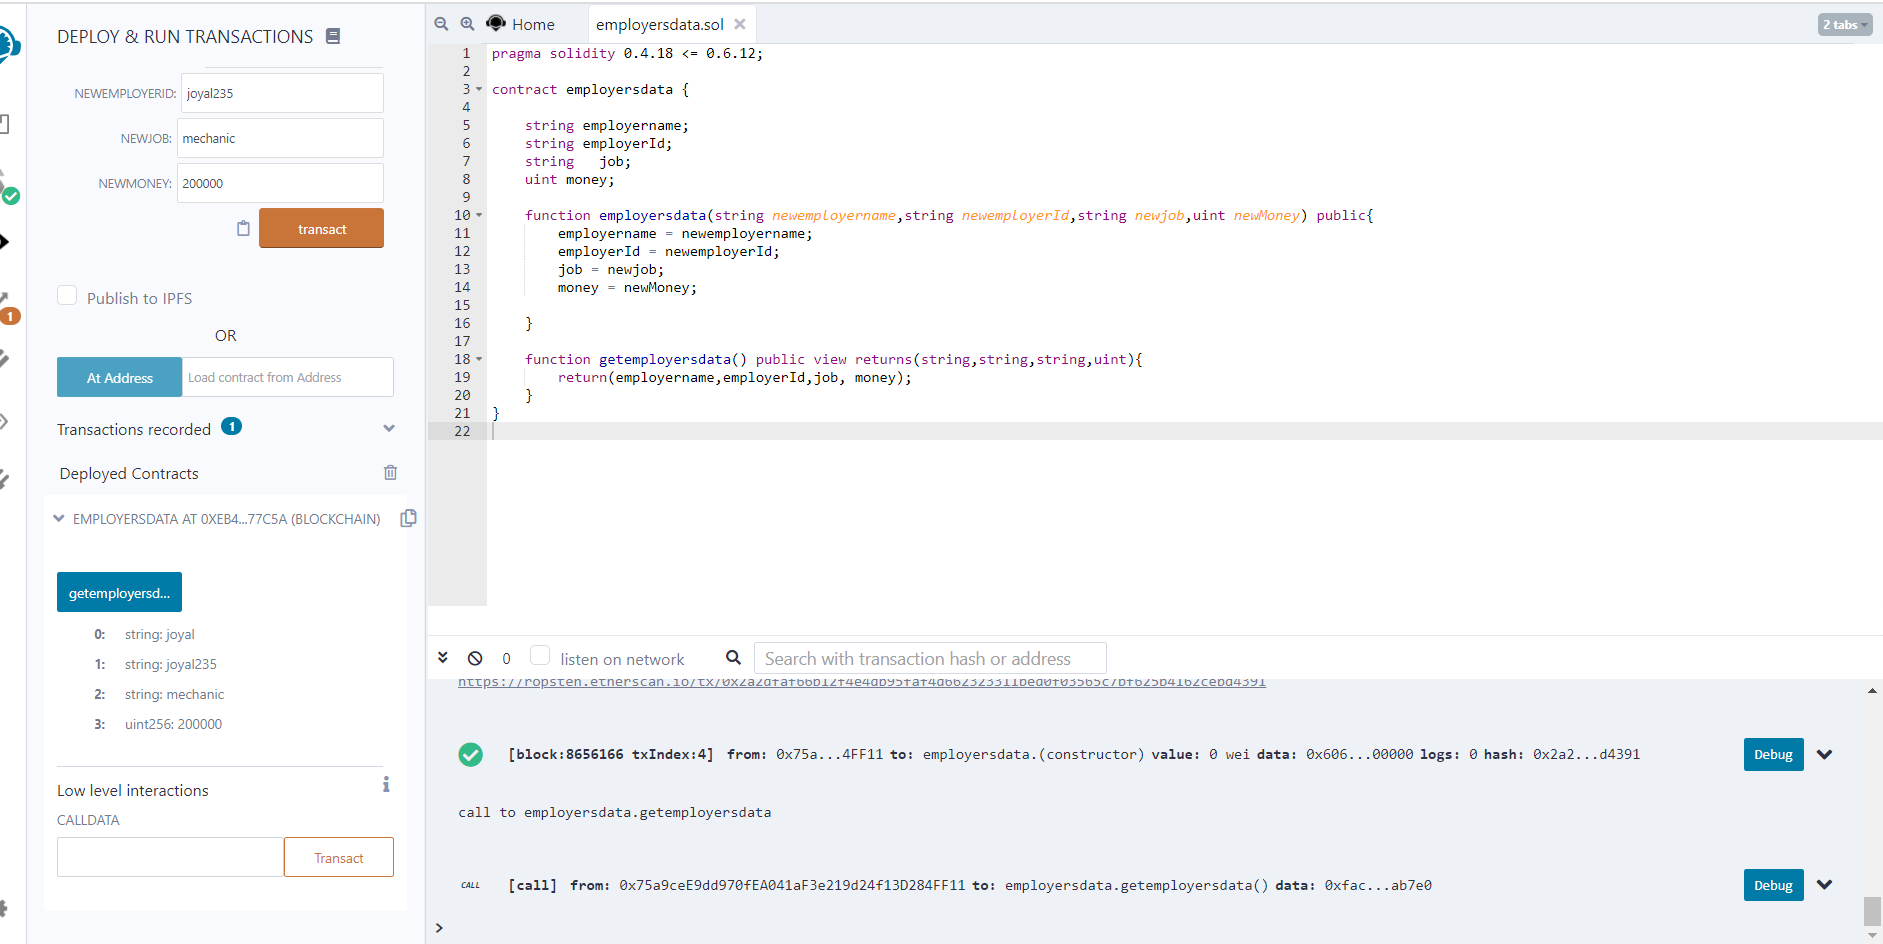 DEPLOY & RUN TRANSACTIONS
NEWEMPLOYERID: joyal235
NEWJOB: mechanic
NEWMONEY: 200000
transact
Publish to IPFS
OR
At Address Load contract from Address
Transactions recorded 1
Deployed Contracts
EMPLOYERSDATA AT 0XEB4...77C5A (BLOCKCHAIN)
getemployersd...
0: string: joyal
1: string: joyal235
2: string: mechanic
3: uint256: 200000
Low level interactions
CALLDATA
Transact
1
Home employersdata.sol 2 tabs
1 pragma solidity 0.4.18 <= 0.6.12;
2
3 contract employersdata {
4
5 string employername;
6 string employerId;
7 string job;
8 uint money;
9
10 function employersdata(string newemployername,string newemployerId,string newjob,uint newMoney) public{
11 employername = newemployername;
12 employerId = newemployerId;
13 job = newjob;
14 money = newMoney;
15
16 }
17
18 function getemployersdata() public view returns(string,string,string,uint){
19 return(employername,employerId,job, money);
20 }
21 }
22
0 listen on network Search with transaction hash or address
[block:8656166 txIndex:4] from: 0x75a...4FF11 to: employersdata.(constructor) value: 0 wei data: 0x606...00000 logs: 0 hash: 0x2a2...d4391
Debug
call to employersdata.getemployersdata
CALL [call] from: 0x75a9ceE9dd970fEA041aF3e219d24f13D284FF11 to: employersdata.getemployersdata() data: 0xfac...ab7e0
Debug
>